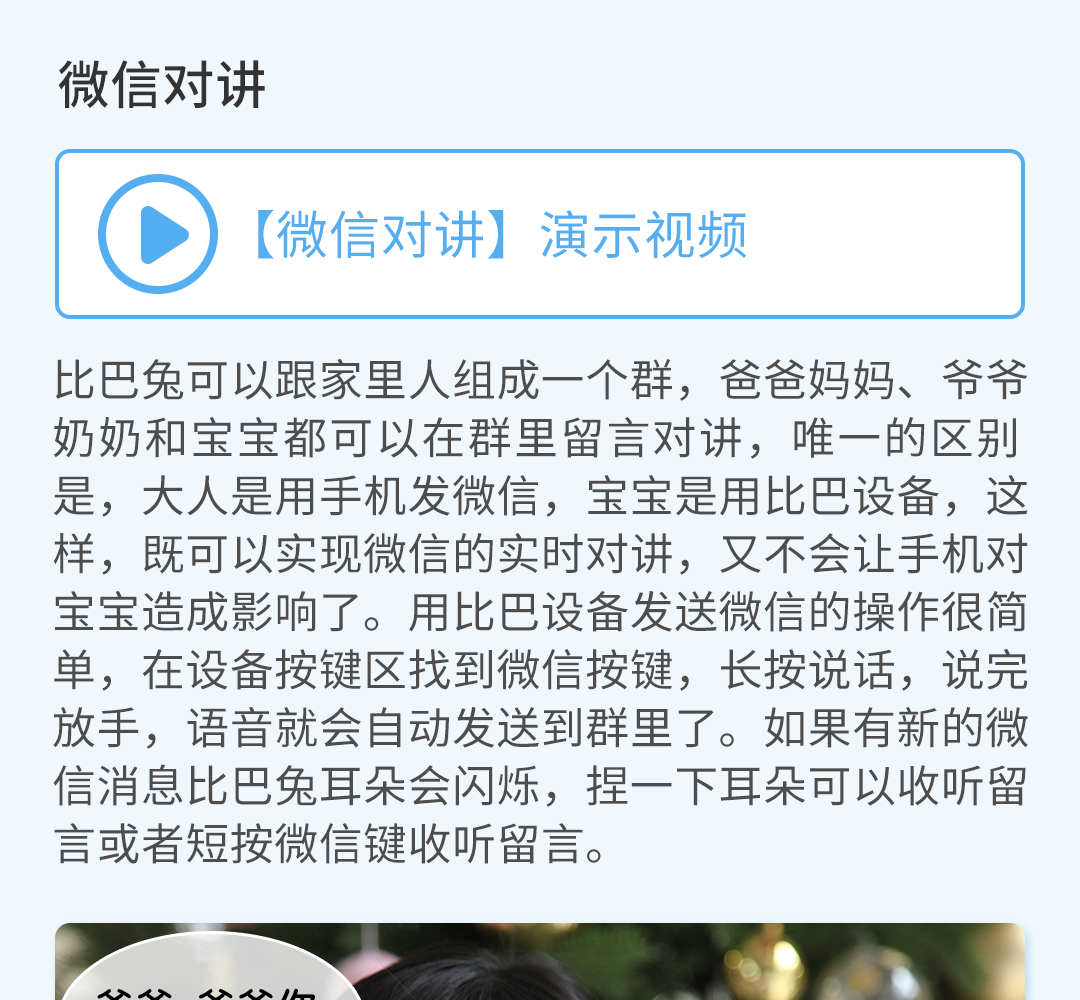 微信对讲
【微信对讲】演示视频
比巴兔可以跟家里人组成一个群，爸爸妈妈、爷爷
奶奶和宝宝都可以在群里留言对讲，唯一的区别
是，大人是用手机发微信，宝宝是用比巴设备，这
样，既可以实现微信的实时对讲，又不会让手机对
宝宝造成影响了。用比巴设备发送微信的操作很简
单，在设备按键区找到微信按键，长按说话，说完
放手，语音就会自动发送到群里了。如果有新的微
信消息比巴兔耳朵会闪烁，捏一下耳朵可以收听留
言或者短按微信键收听留言。